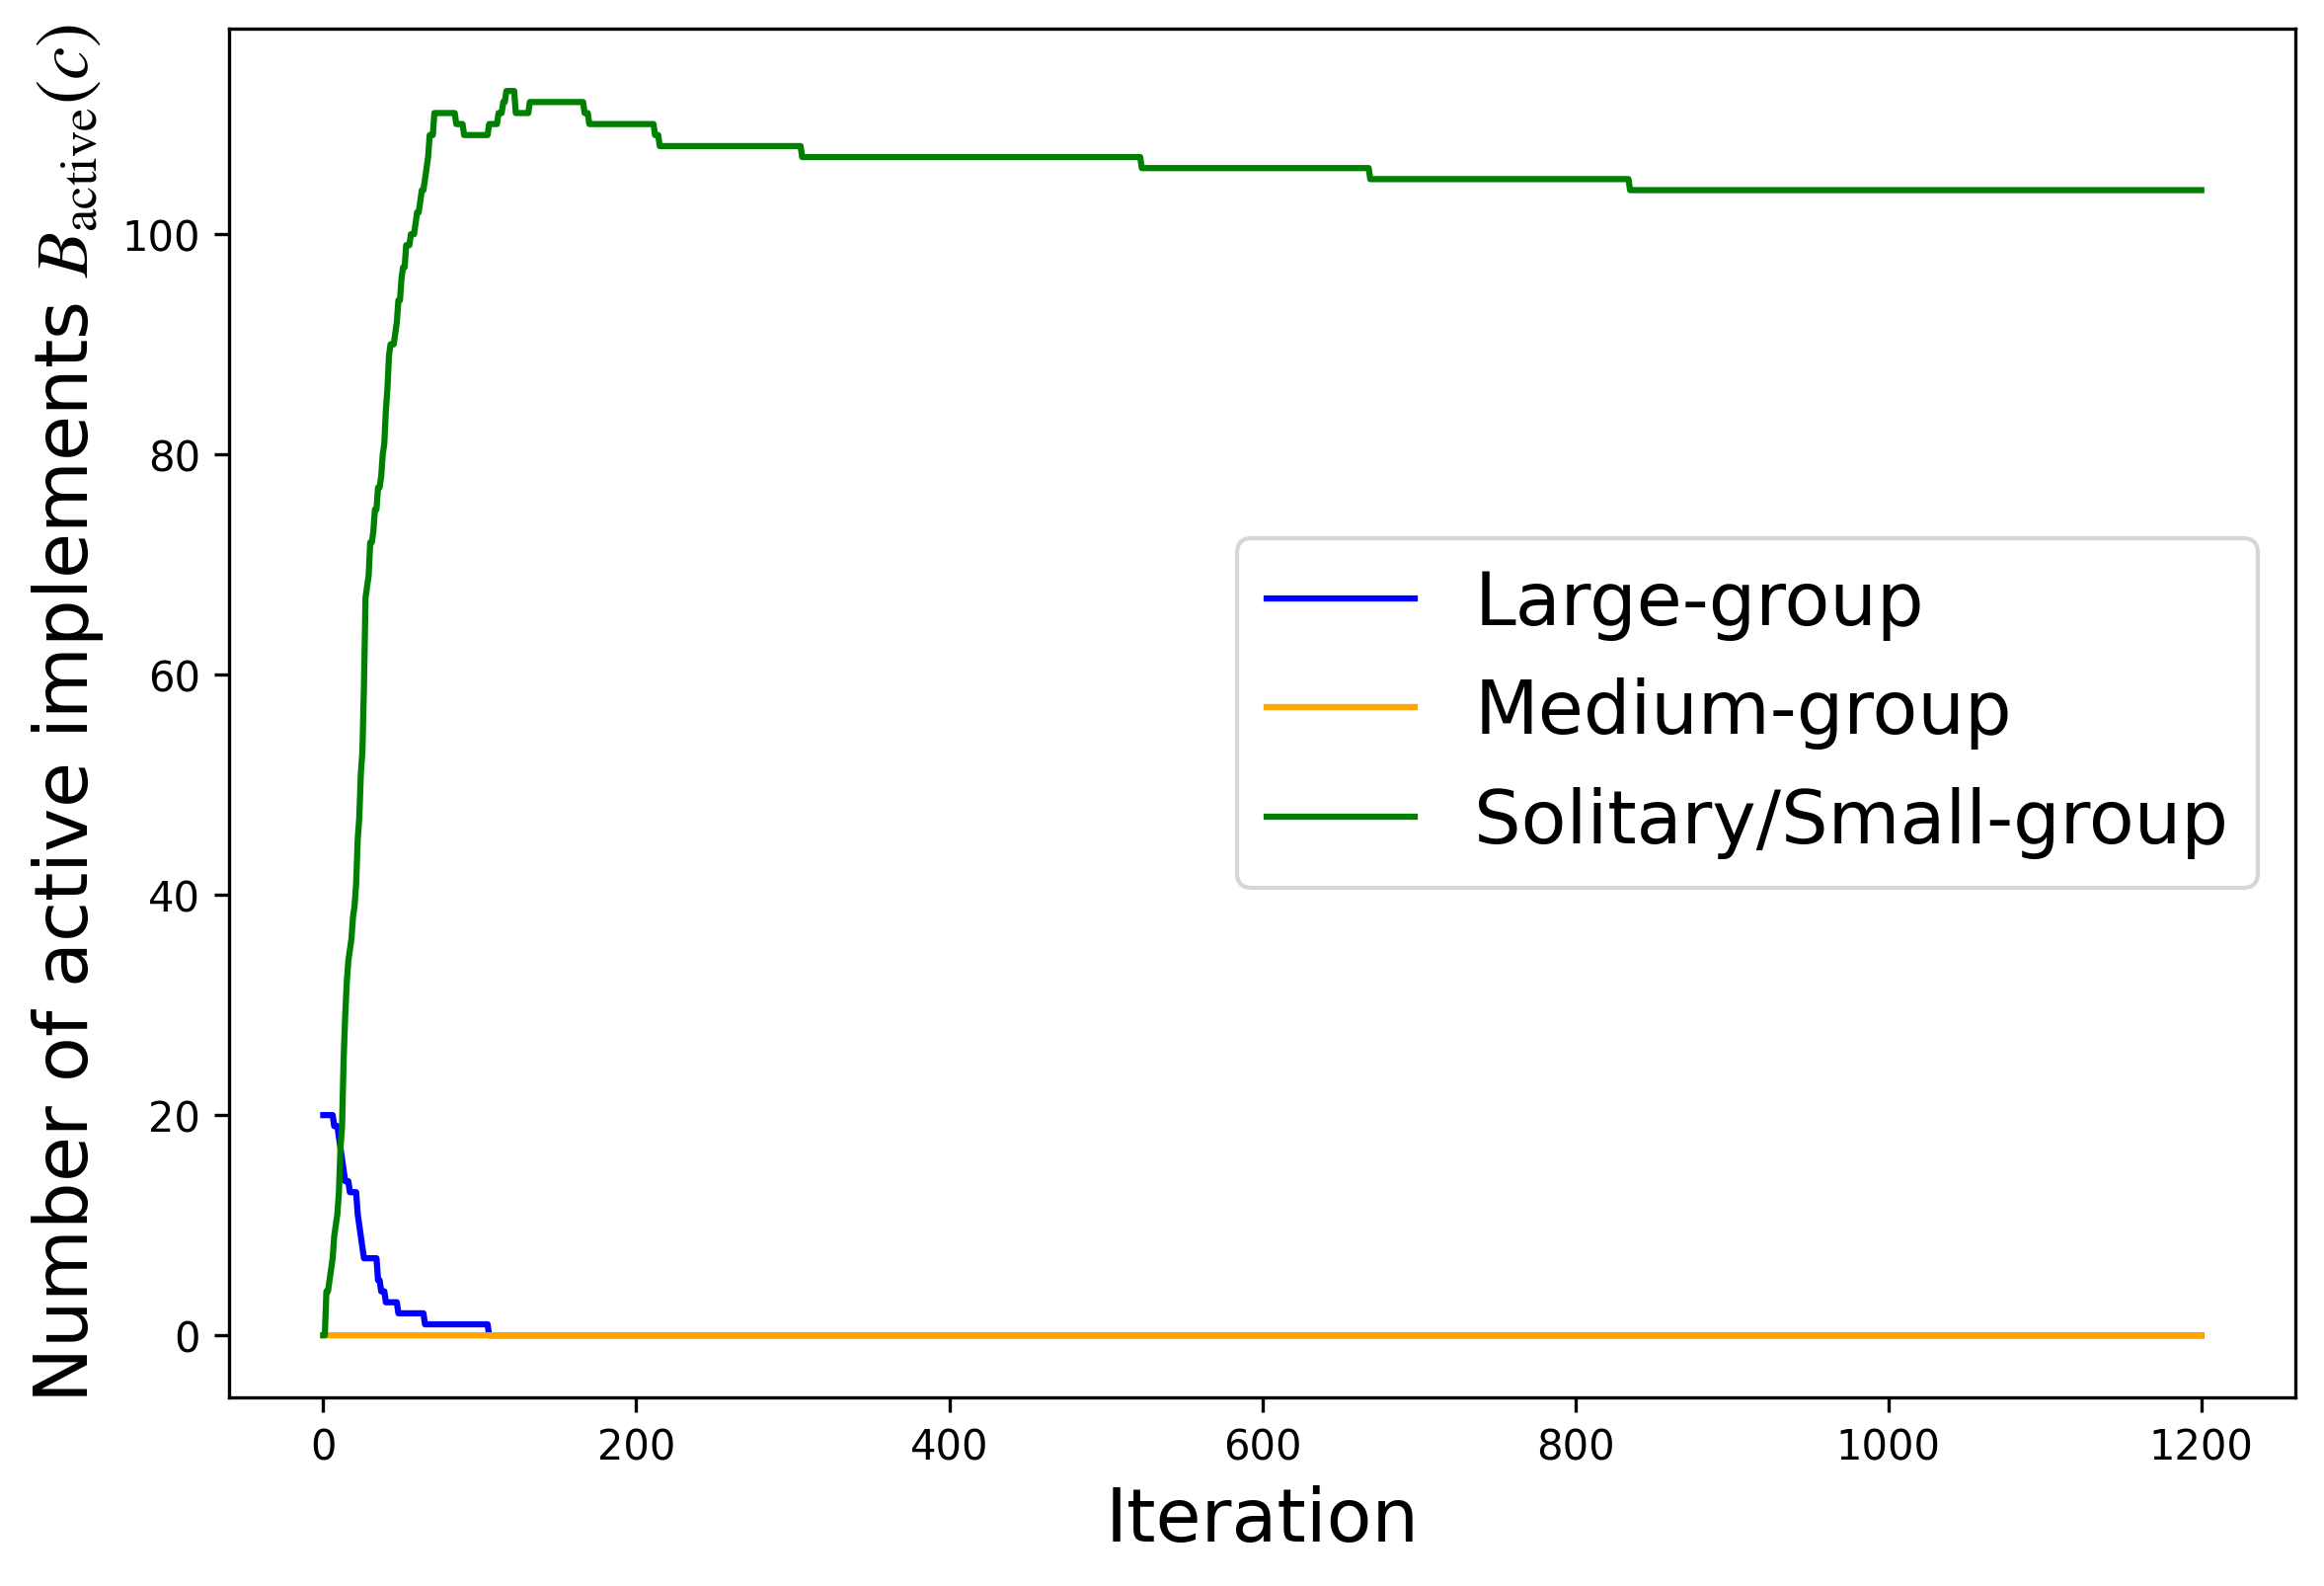 Number of active implements B_active(c)
100
80
60
40
20
0
Large-group
Medium-group
Solitary/Small-group
0 200 400 600 800 1000 1200
Iteration